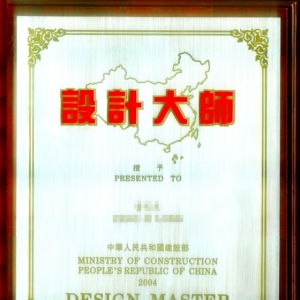 設計大師
授予
PRESENTED TO
中華人民共和國建設部
MINISTRY OF CONSTRUCTION
PEOPLE'S REPUBLIC OF CHINA
2004
DESIGN MASTER